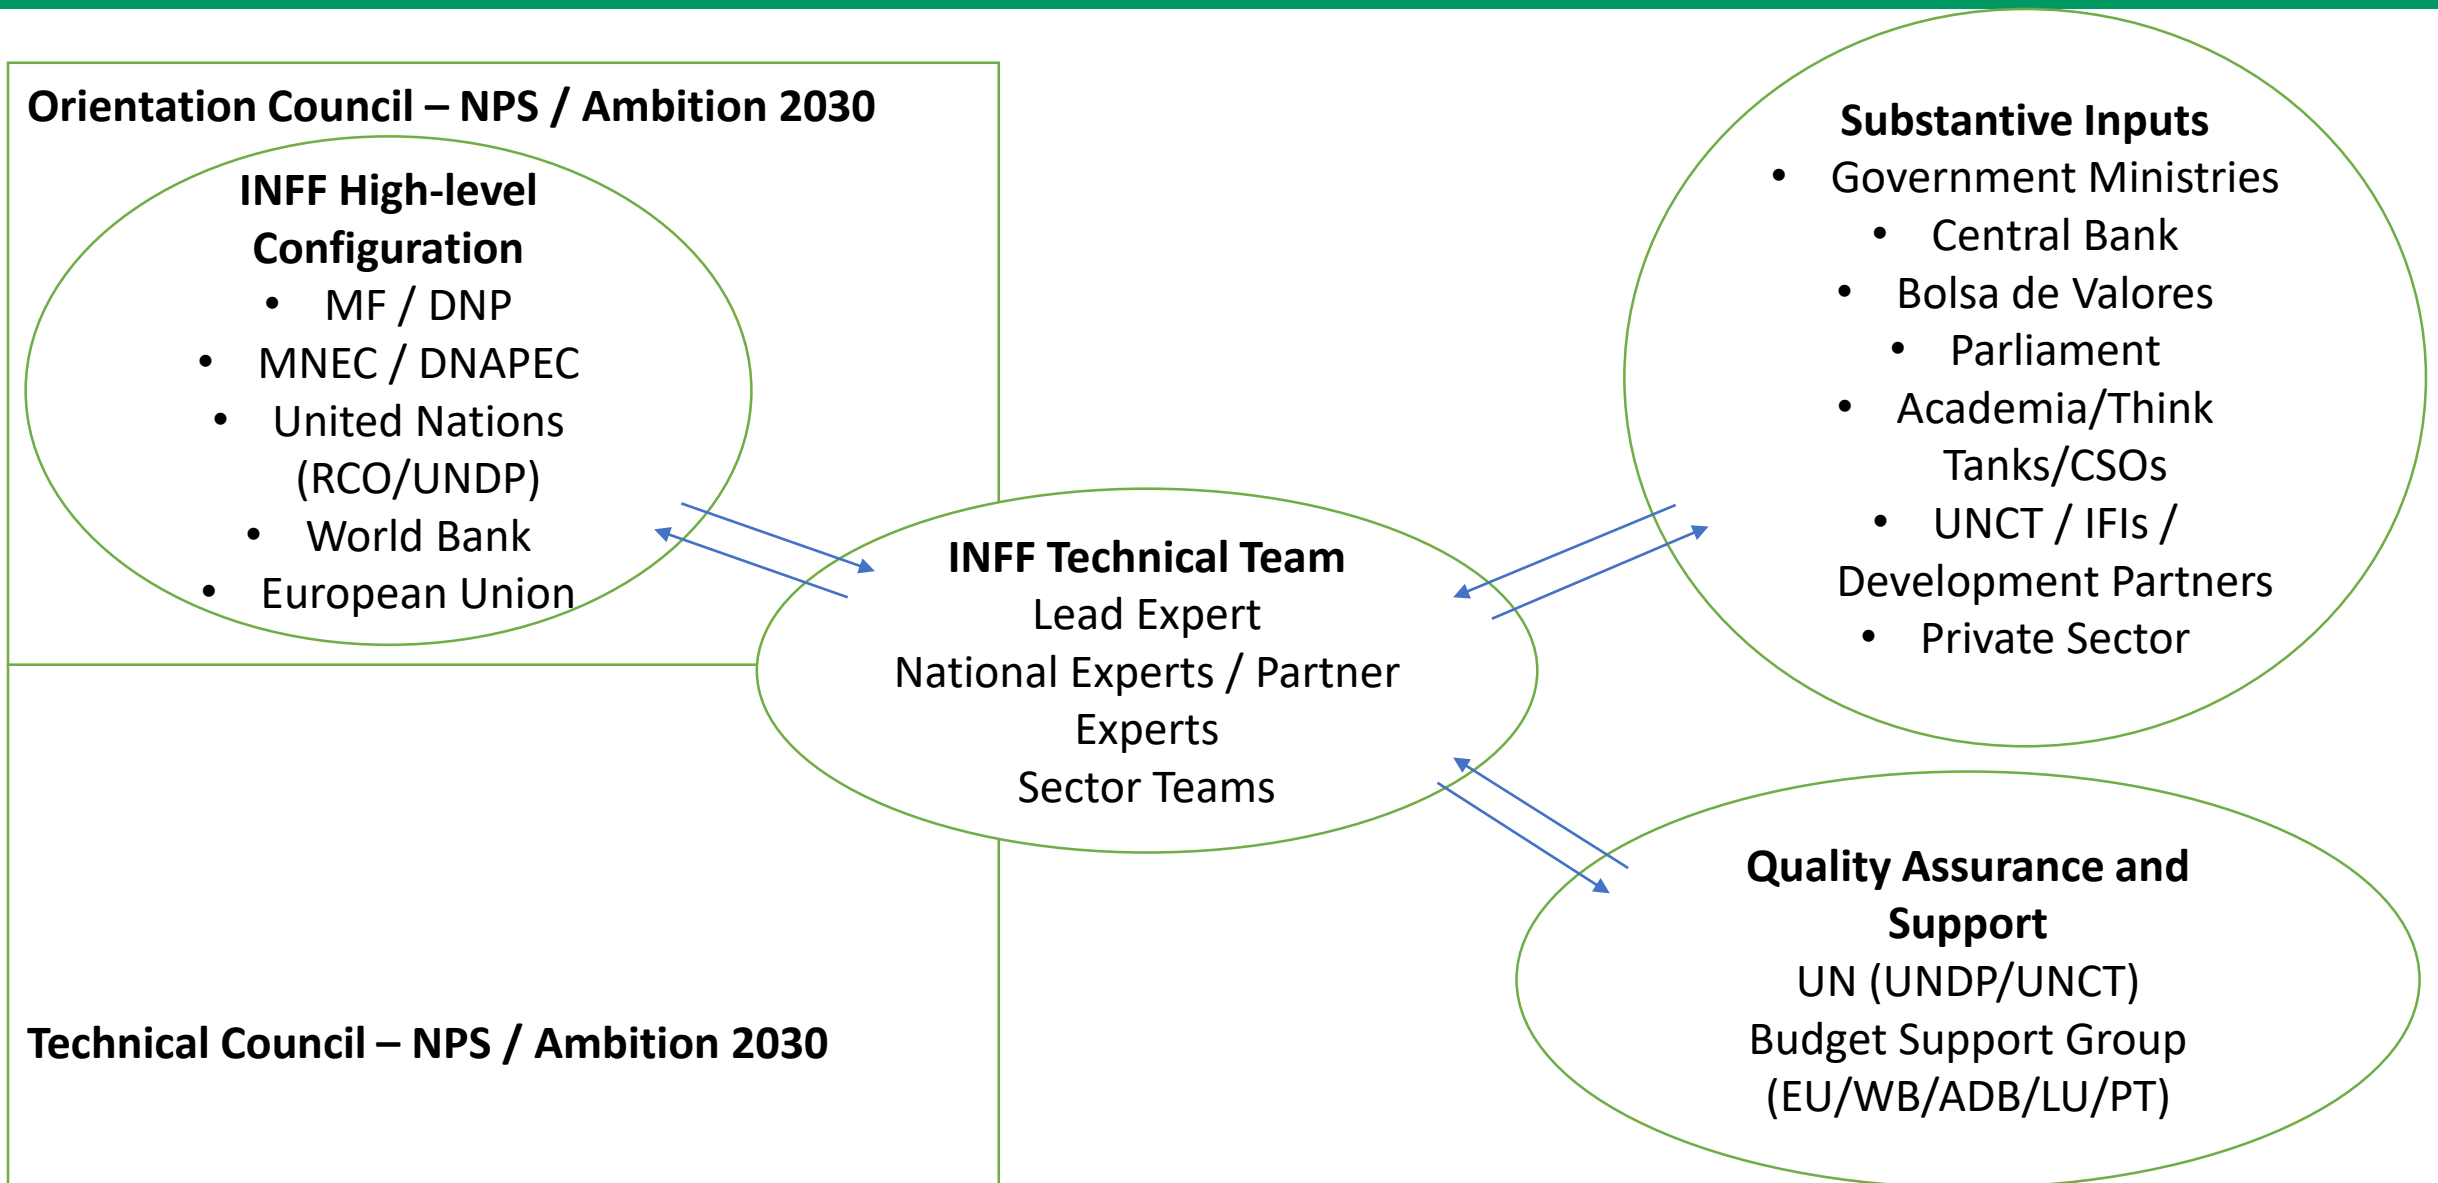 Orientation Council – NPS / Ambition 2030
INFF High-level
Configuration
• MF / DNP
• MNEC / DNAPEC
• United Nations
(RCO/UNDP)
• World Bank
• European Union
Technical Council – NPS / Ambition 2030
INFF Technical Team
Lead Expert
National Experts / Partner
Experts
Sector Teams
Substantive Inputs
• Government Ministries
• Central Bank
• Bolsa de Valores
• Parliament
• Academia/Think
Tanks/CSOs
• UNCT / IFIs /
Development Partners
• Private Sector
Quality Assurance and
Support
UN (UNDP/UNCT)
Budget Support Group
(EU/WB/ADB/LU/PT)